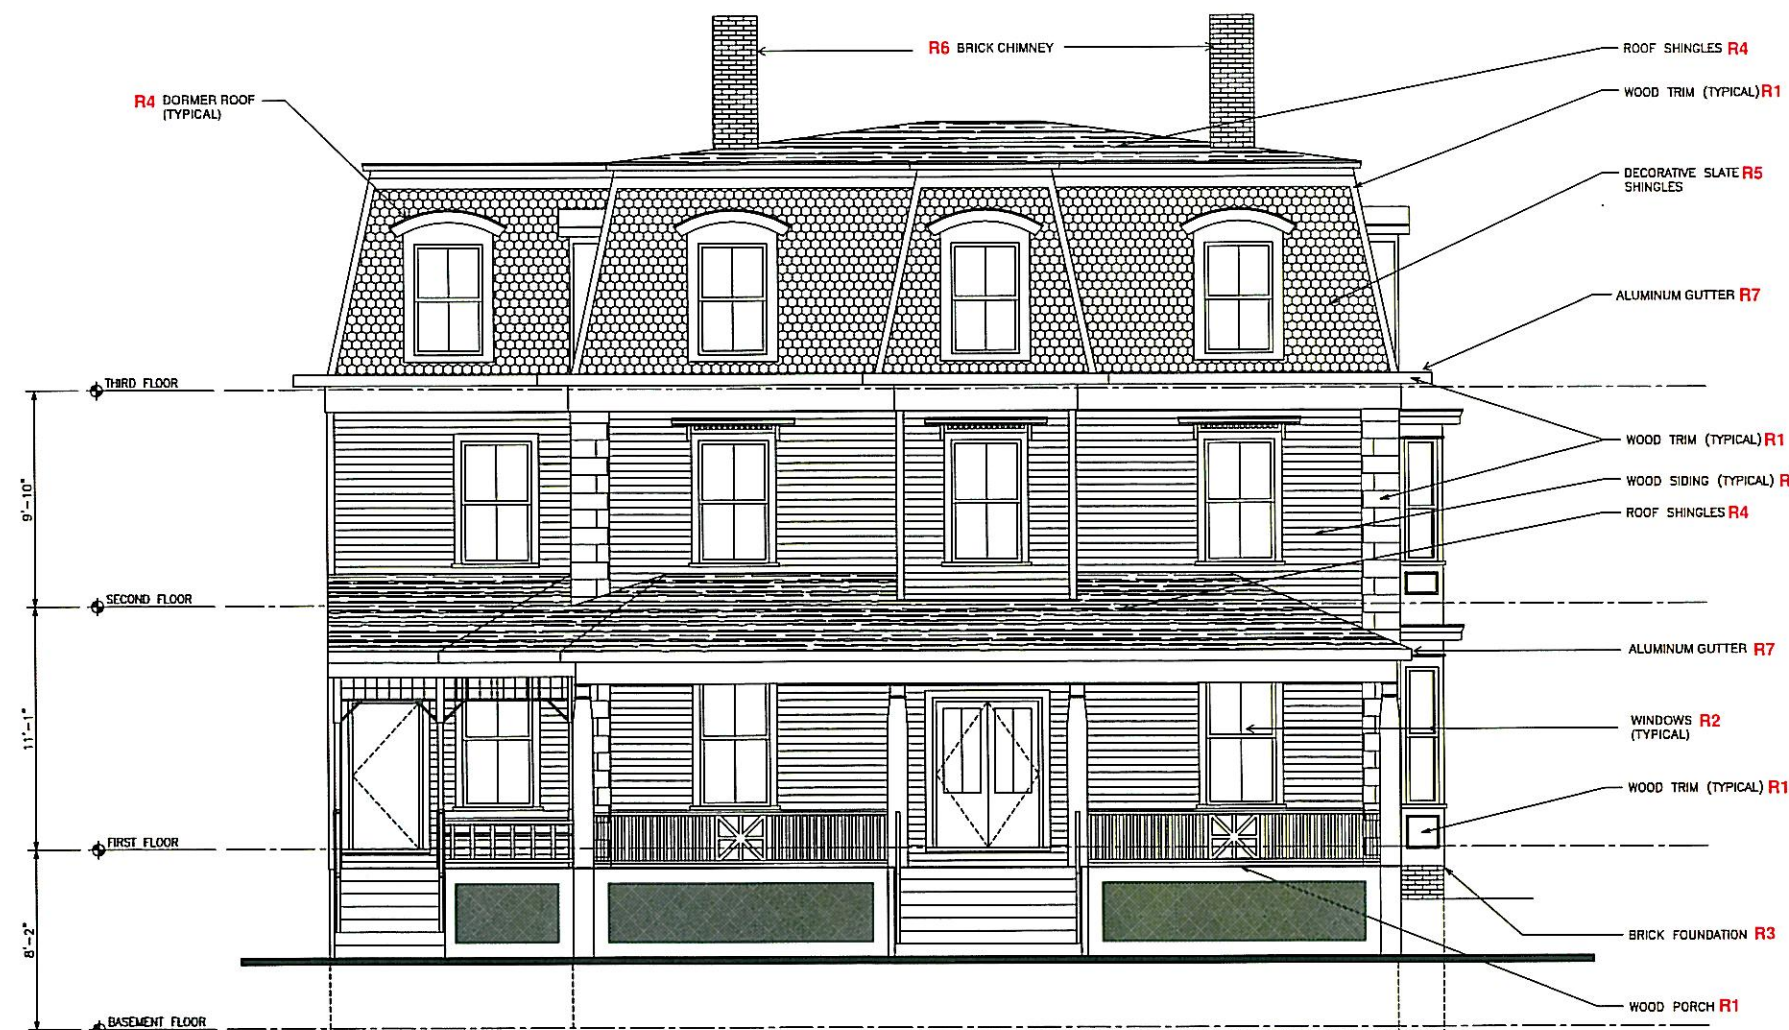 R6 BRICK CHIMNEY
ROOF SHINGLES R4
R4 DORMER ROOF
(TYPICAL)
WOOD TRIM (TYPICAL) R1
DECORATIVE SLATE R5
SHINGLES
ALUMINUM GUTTER R7
THIRD FLOOR
WOOD TRIM (TYPICAL) R1
9'-10"
WOOD SIDING (TYPICAL) R
ROOF SHINGLES R4
SECOND FLOOR
ALUMINUM GUTTER R7
11'-1"
WINDOWS R2
(TYPICAL)
WOOD TRIM (TYPICAL) R1
FIRST FLOOR
8'-2"
BRICK FOUNDATION R3
WOOD PORCH R1
BASEMENT FLOOR